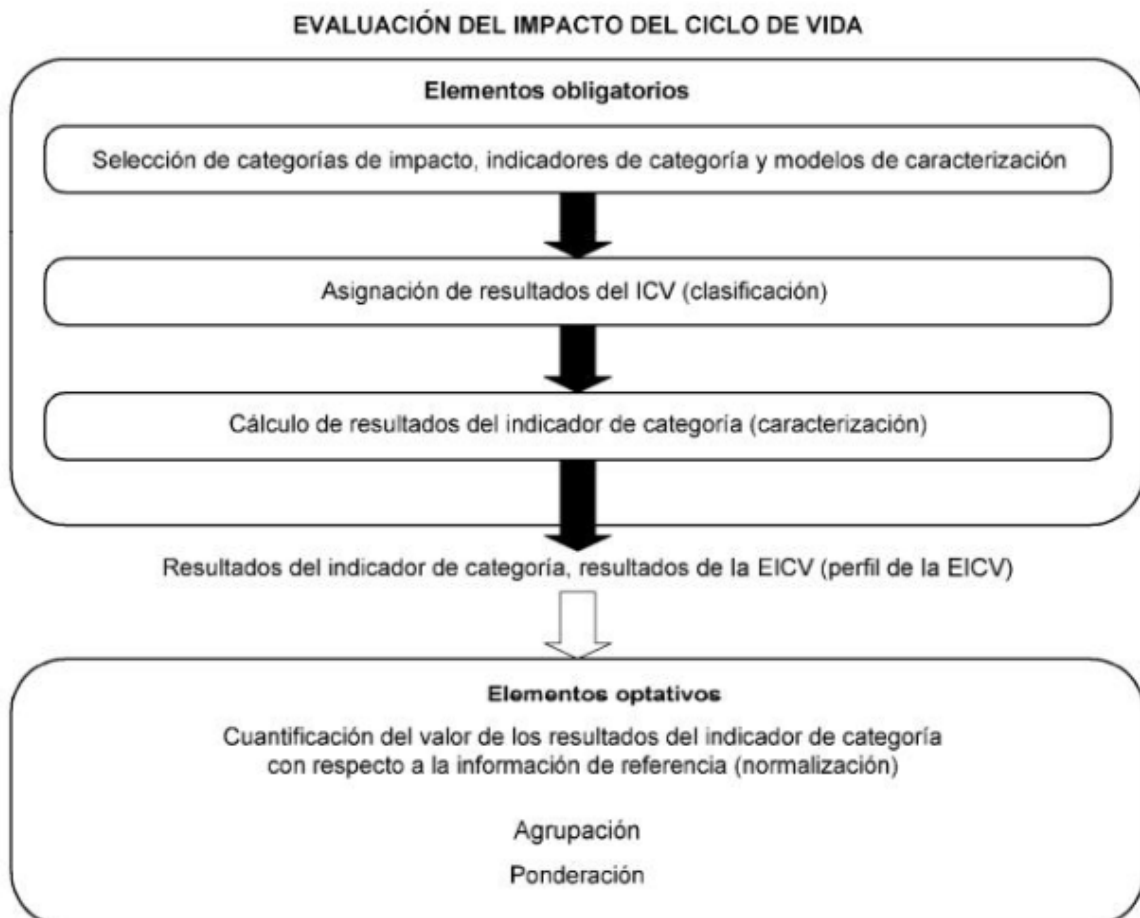 EVALUACIÓN DEL IMPACTO DEL CICLO DE VIDA
Elementos obligatorios
Selección de categorías de impacto, indicadores de categoría y modelos de caracterización
Asignación de resultados del ICV (clasificación)
Cálculo de resultados del indicador de categoría (caracterización)
Resultados del indicador de categoría, resultados de la EICV (perfil de la EICV)
Elementos optativos
Cuantificación del valor de los resultados del indicador de categoría
con respecto a la información de referencia (normalización)
Agrupación
Ponderación